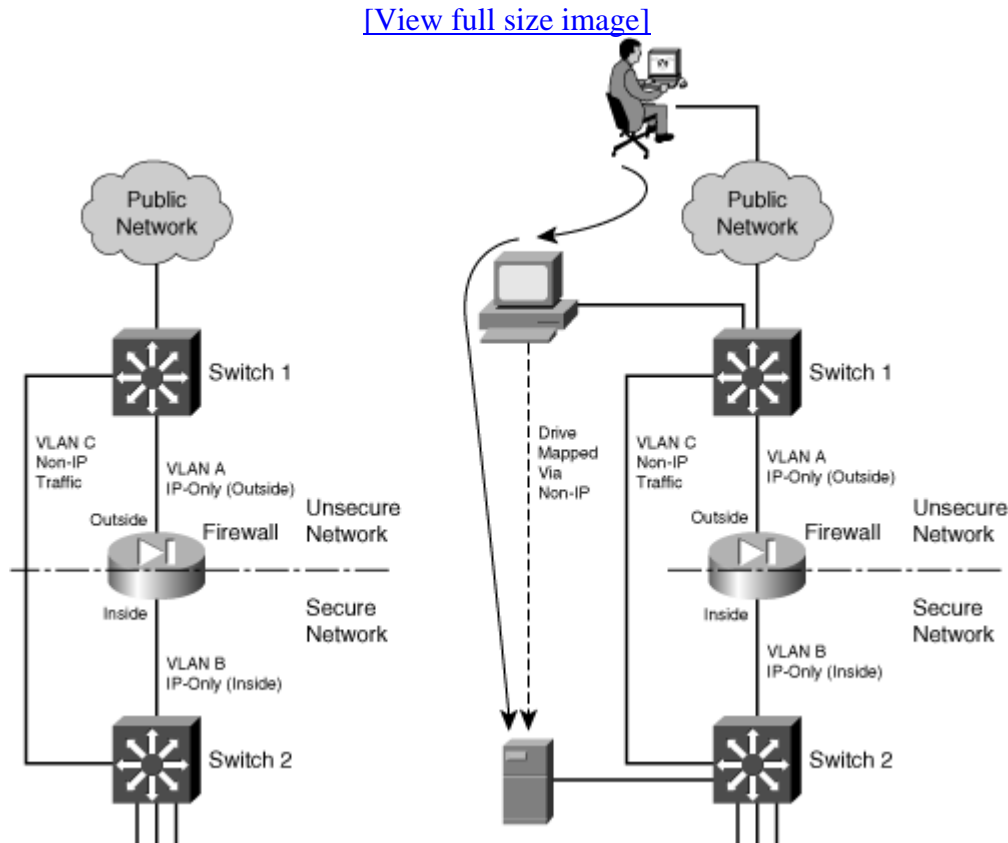 [View full size image]
Public
Network
Switch 1
VLAN C
Non-IP
Traffic
VLAN A
IP-Only (Outside)
Outside
Firewall
Unsecure
Network
Inside
Secure
Network
VLAN B
IP-Only (Inside)
Switch 2
Drive
Mapped
Via
Non-IP
Public
Network
Switch 1
VLAN C
Non-IP
Traffic
VLAN A
IP-Only (Outside)
Outside
Firewall
Unsecure
Network
Inside
Secure
Network
VLAN B
IP-Only (Inside)
Switch 2